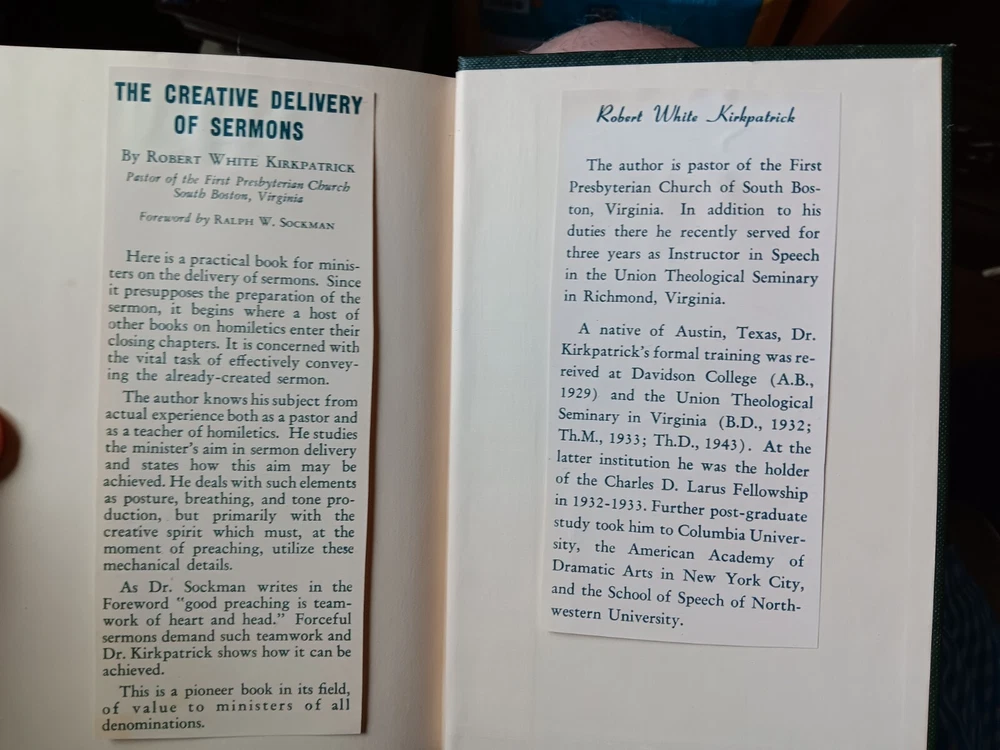 THE CREATIVE DELIVERY
OF SERMONS
By ROBERT WHITE KIRKPATRICK
Pastor of the First Presbyterian Church
South Boston, Virginia
Foreword by RALPH W. SOCKMAN
Here is a practical book for minis-
ters on the delivery of sermons. Since
it presupposes the preparation of the
sermon, it begins where a host of
other books on homiletics enter their
closing chapters. It is concerned with
the vital task of effectively convey-
ing the already-created sermon.
The author knows his subject from
actual experience both as a pastor and
as a teacher of homiletics. He studies
the minister's aim in sermon delivery
and states how this aim may be
achieved. He deals with such elements
as posture, breathing, and tone pro-
duction, but primarily with the
creative spirit which must, at the
moment of preaching, utilize these
mechanical details.
As Dr. Sockman writes in the
Foreword "good preaching is team-
work of heart and head." Forceful
sermons demand such teamwork and
Dr. Kirkpatrick shows how it can be
achieved.
This is a pioneer book in its field,
of value to ministers of all
denominations.
Robert White Kirkpatrick
The author is pastor of the First
Presbyterian Church of South Bos-
ton, Virginia. In addition to his
duties there he recently served for
three years as Instructor in Speech
in the Union Theological Seminary
in Richmond, Virginia.
A native of Austin, Texas, Dr.
Kirkpatrick's formal training was re-
reived at Davidson College (A.B.,
1929) and the Union Theological
Seminary in Virginia (B.D., 1932;
Th.M., 1933; Th.D., 1943). At the
latter institution he was the holder
of the Charles D. Larus Fellowship
in 1932-1933. Further post-graduate
study took him to Columbia Univer-
sity, the American Academy of
Dramatic Arts in New York City,
and the School of Speech of North-
western University.